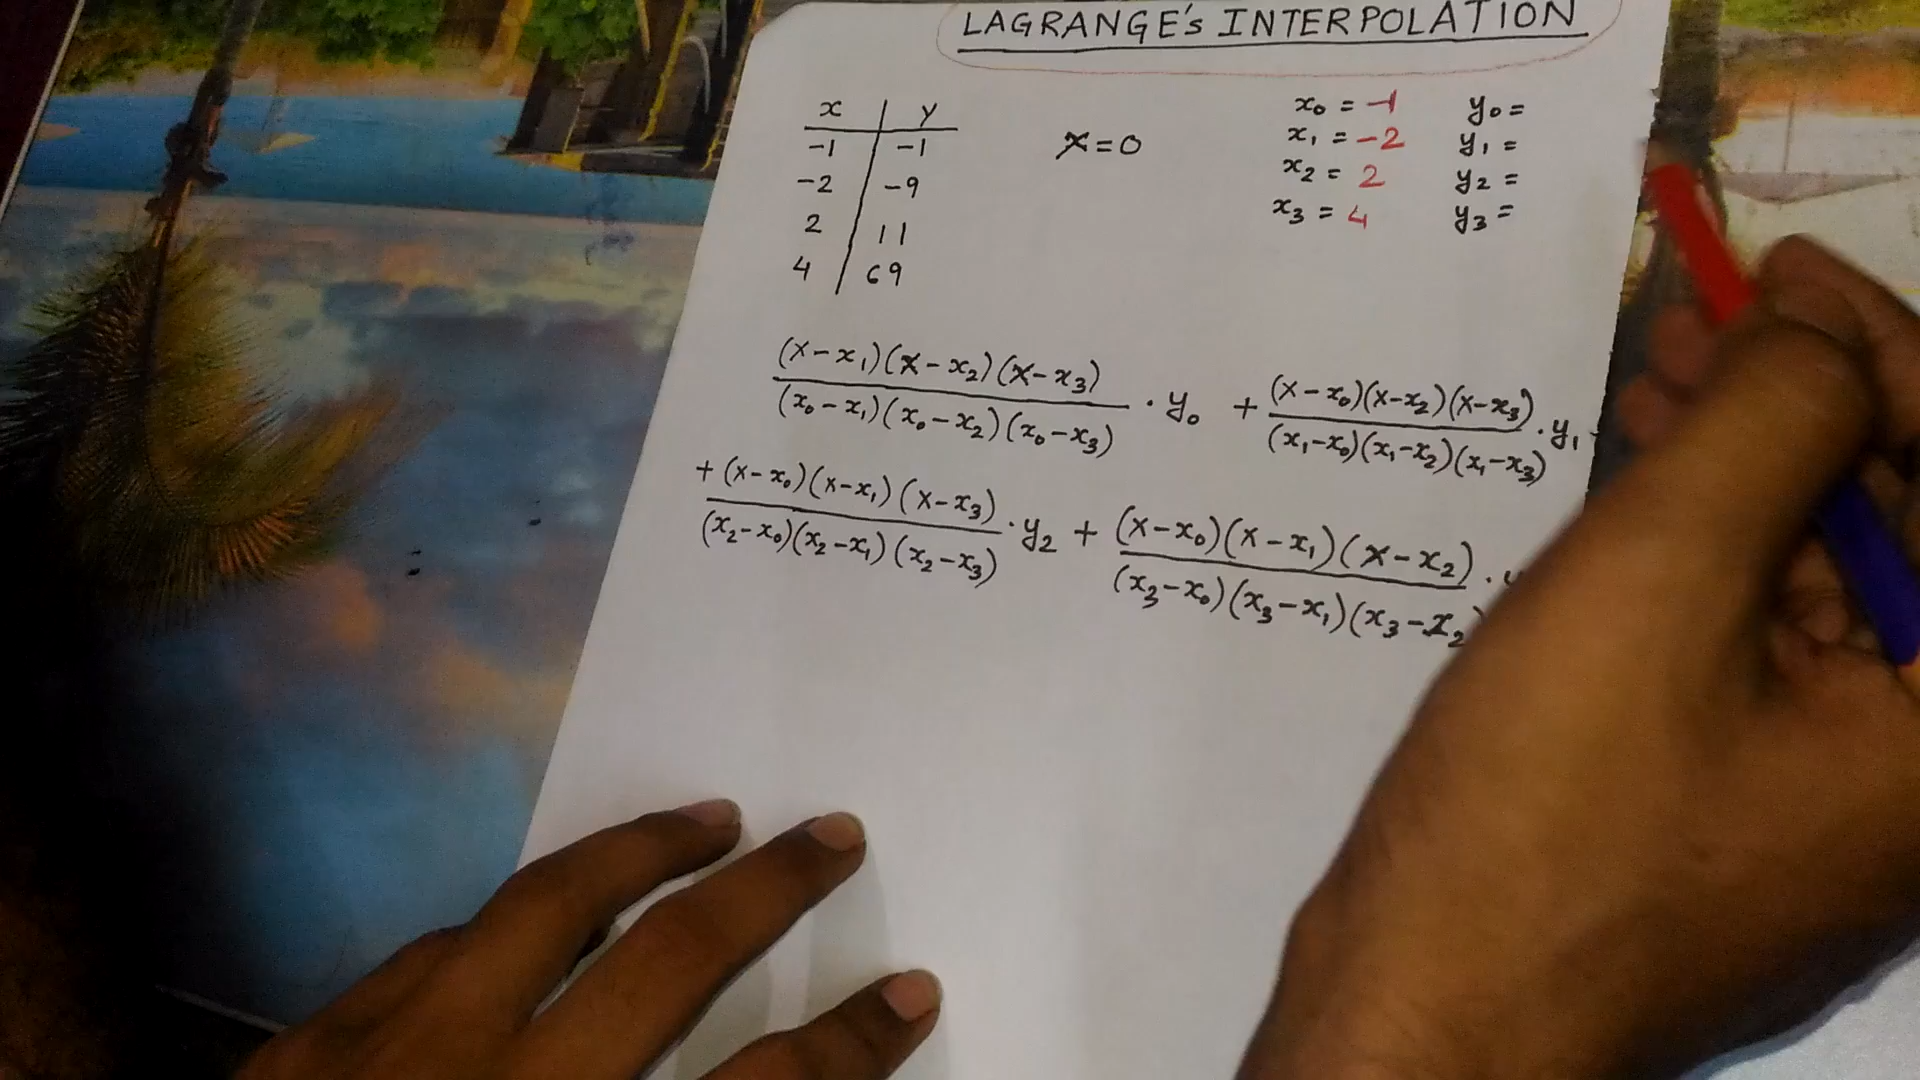 LAGRANGE's INTERPOLATION
x | y
-1 | -1
-2 | -9
2 | 11
4 | 69
x=0
x₀ = -1 y₀ =
x₁ = -2 y₁ =
x₂ = 2 y₂ =
x₃ = 4 y₃ =
(x-x₁)(x-x₂)(x-x₃)
(x₀-x₁)(x₀-x₂)(x₀-x₃)
· y₀ +
(x-x₀)(x-x₂)(x-x₃)
(x₁-x₀)(x₁-x₂)(x₁-x₃)
· y₁
+ (x-x₀)(x-x₁)(x-x₃)
(x₂-x₀)(x₂-x₁)(x₂-x₃)
· y₂ +
(x-x₀)(x-x₁)(x-x₂) ·
(x₃-x₀)(x₃-x₁)(x₃-x₂)